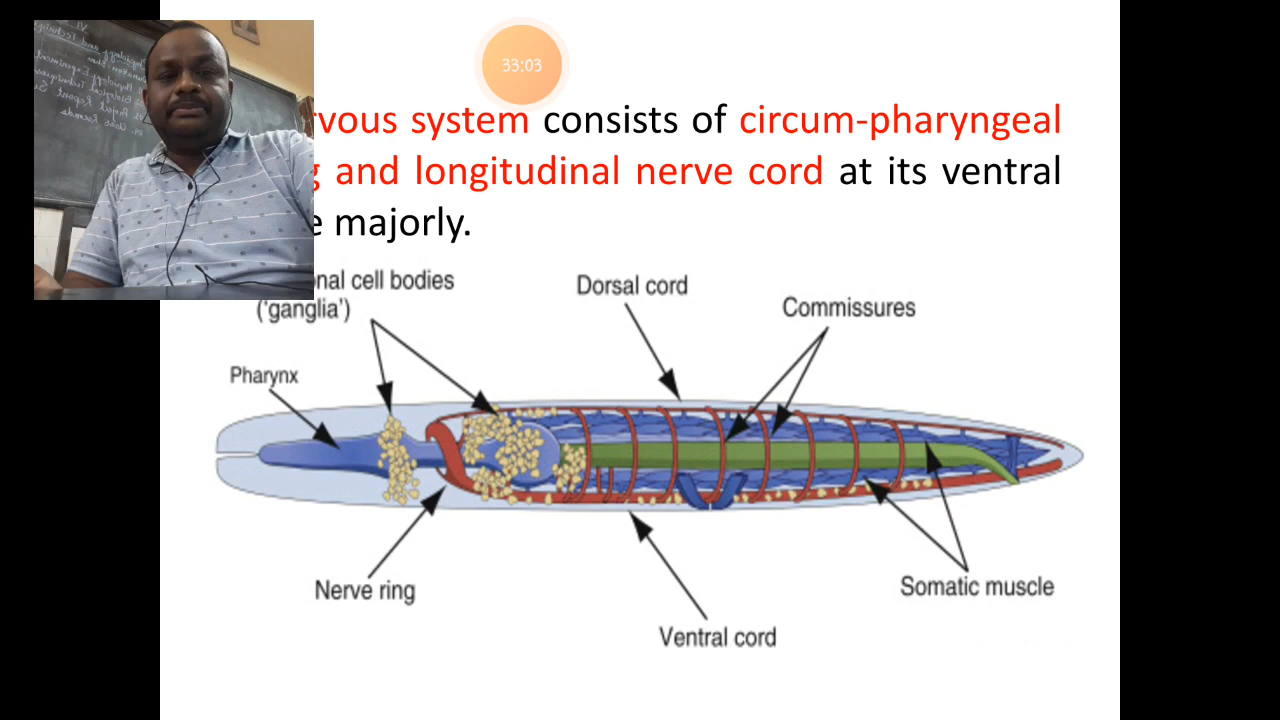 33:03
rvous system consists of circum-pharyngeal
g and longitudinal nerve cord at its ventral
e majorly.
nal cell bodies
('ganglia')
Dorsal cord
Commissures
Pharynx
Nerve ring
Somatic muscle
Ventral cord